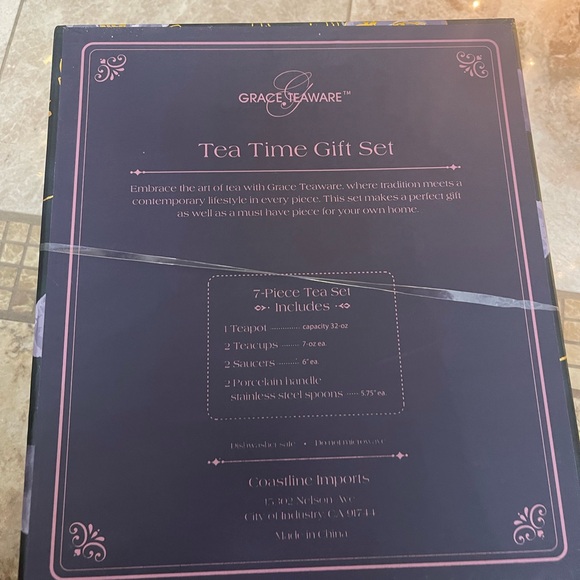 G
GRACE TEAWARE™
Tea Time Gift Set
Embrace the art of tea with Grace Teaware, where tradition meets a
contemporary lifestyle in every piece. This set makes a perfect gift
as well as a must have piece for your own home.
7-Piece Tea Set
Includes
1 Teapot ............ capacity 32-oz
2 Teacups ....... 7-oz ea.
2 Saucers ........ 6" ea.
2 Porcelain handle
stainless steel spoons ..... 5.75" ea.
Dishwasher safe • Do not microwave
Coastline Imports
15302 Nelson Ave
City of Industry CA 91744
Made in China